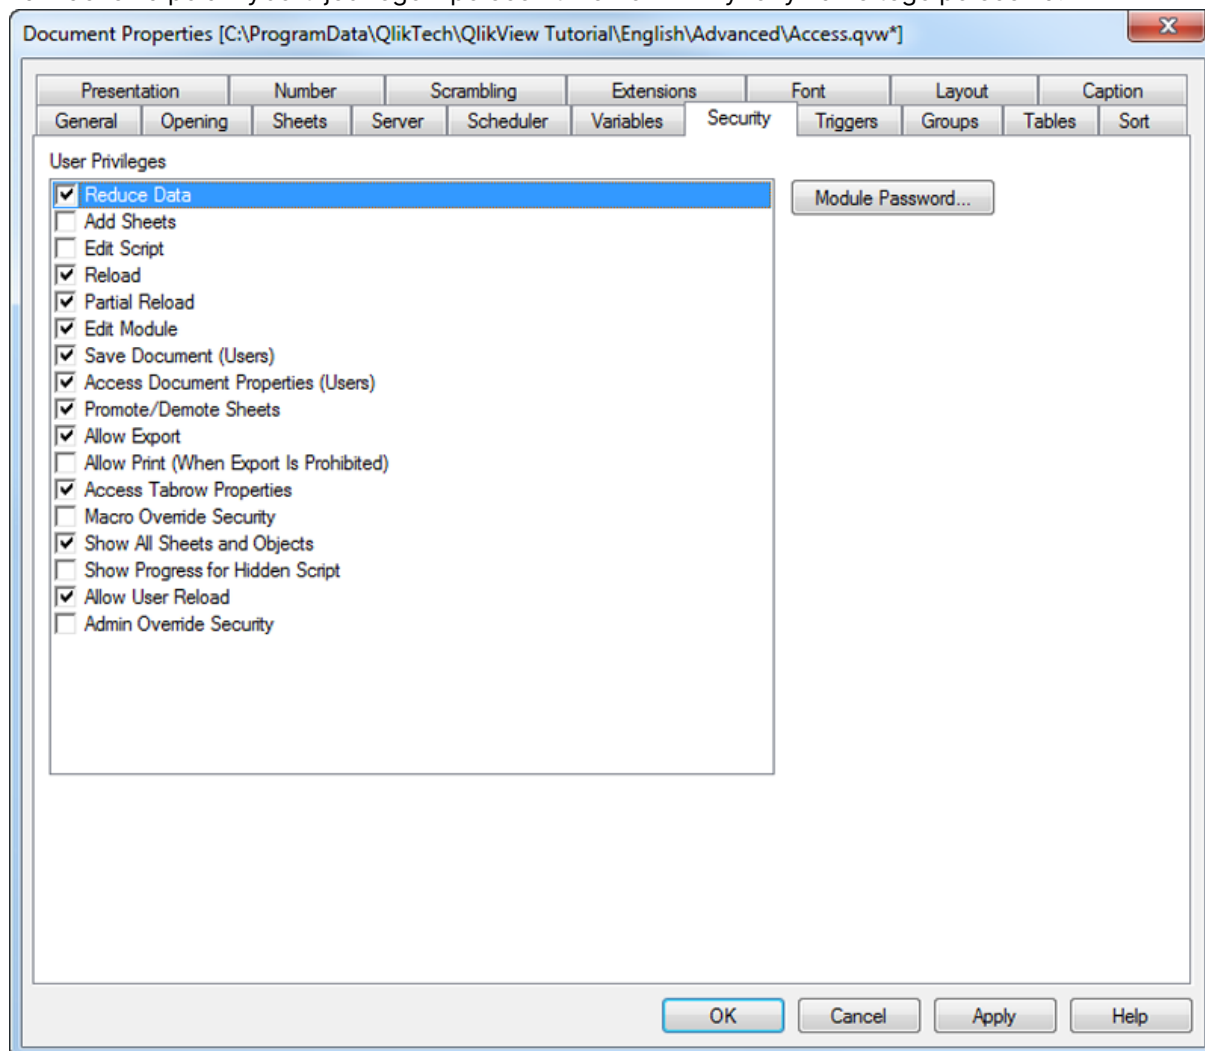 Document Properties [C:\ProgramData\QlikTech\QlikView Tutorial\English\Advanced\Access.qvw*]
Presentation Number Scrambling Extensions Font Layout Caption
General Opening Sheets Server Scheduler Variables Security Triggers Groups Tables Sort
User Privileges
Reduce Data
Module Password...
Add Sheets
Edit Script
Reload
Partial Reload
Edit Module
Save Document (Users)
Access Document Properties (Users)
Promote/Demote Sheets
Allow Export
Allow Print (When Export Is Prohibited)
Access Tabrow Properties
Macro Override Security
Show All Sheets and Objects
Show Progress for Hidden Script
Allow User Reload
Admin Override Security
OK Cancel Apply Help